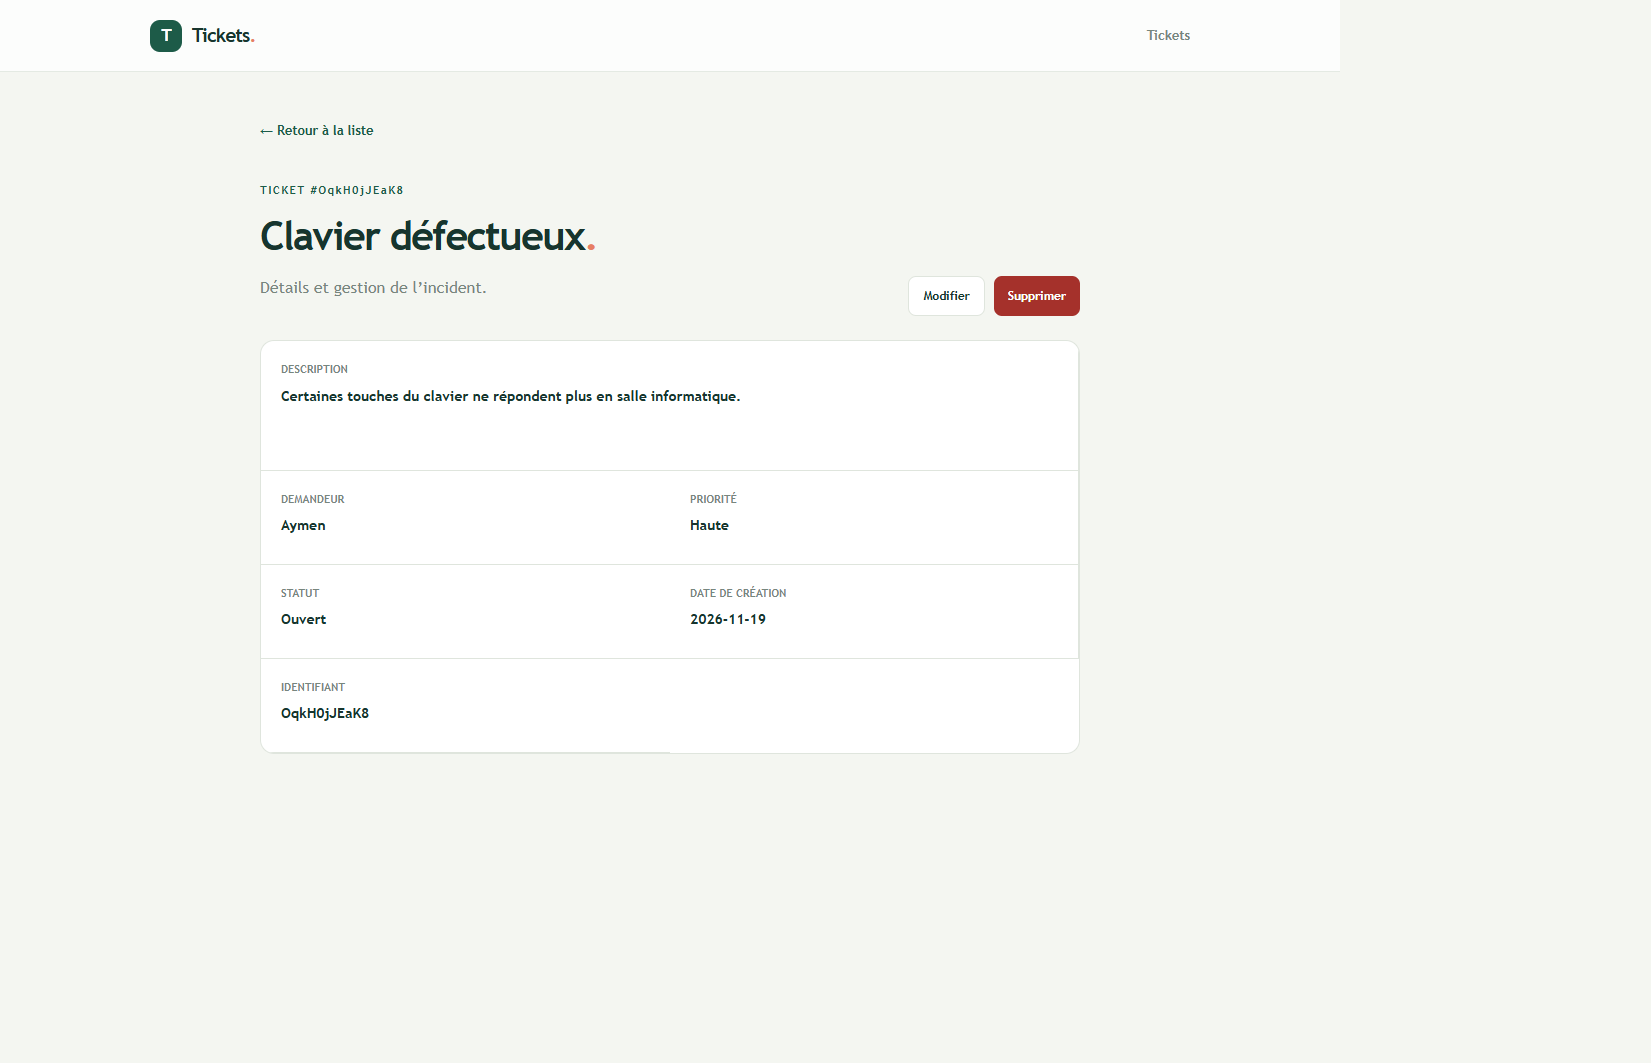 T Tickets.
Tickets
← Retour à la liste
TICKET #OqkH0jJEaK8
Clavier défectueux.
Détails et gestion de l’incident.
Modifier
Supprimer
DESCRIPTION
Certaines touches du clavier ne répondent plus en salle informatique.
DEMANDEUR
Aymen
PRIORITÉ
Haute
STATUT
Ouvert
DATE DE CRÉATION
2026-11-19
IDENTIFIANT
OqkH0jJEaK8